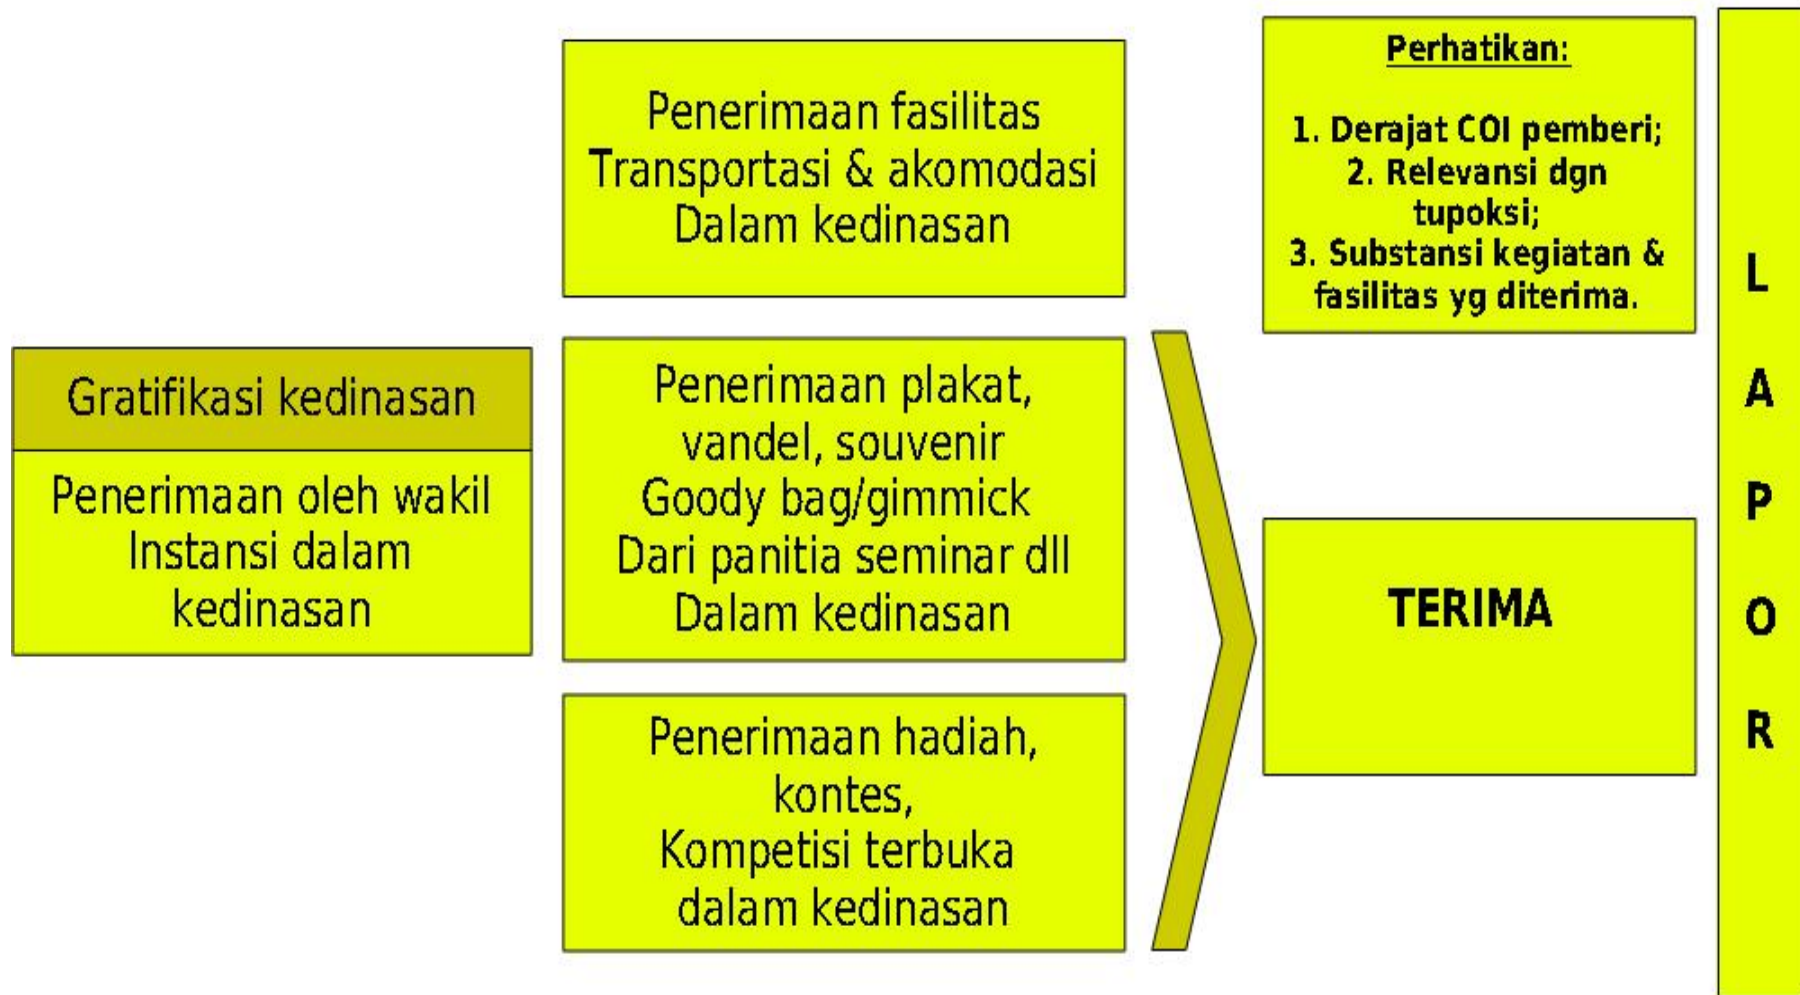 Gratifikasi kedinasan
Penerimaan oleh wakil
Instansi dalam
kedinasan
Penerimaan fasilitas
Transportasi & akomodasi
Dalam kedinasan
Penerimaan plakat,
vandel, souvenir
Goody bag/gimmick
Dari panitia seminar dll
Dalam kedinasan
Penerimaan hadiah,
kontes,
Kompetisi terbuka
dalam kedinasan
Perhatikan:
1. Derajat COI pemberi;
2. Relevansi dgn
tupoksi;
3. Substansi kegiatan &
fasilitas yg diterima.
TERIMA
L
A
P
O
R